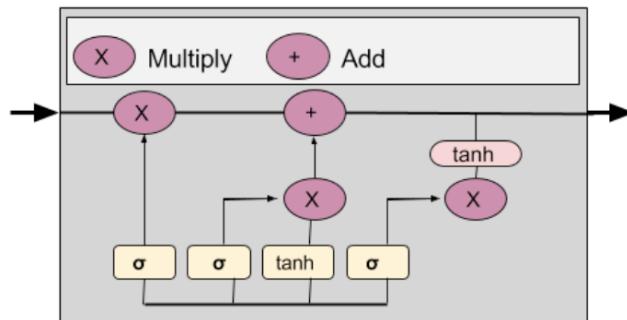 X Multiply + Add
X +
tanh
X X
σ σ tanh σ